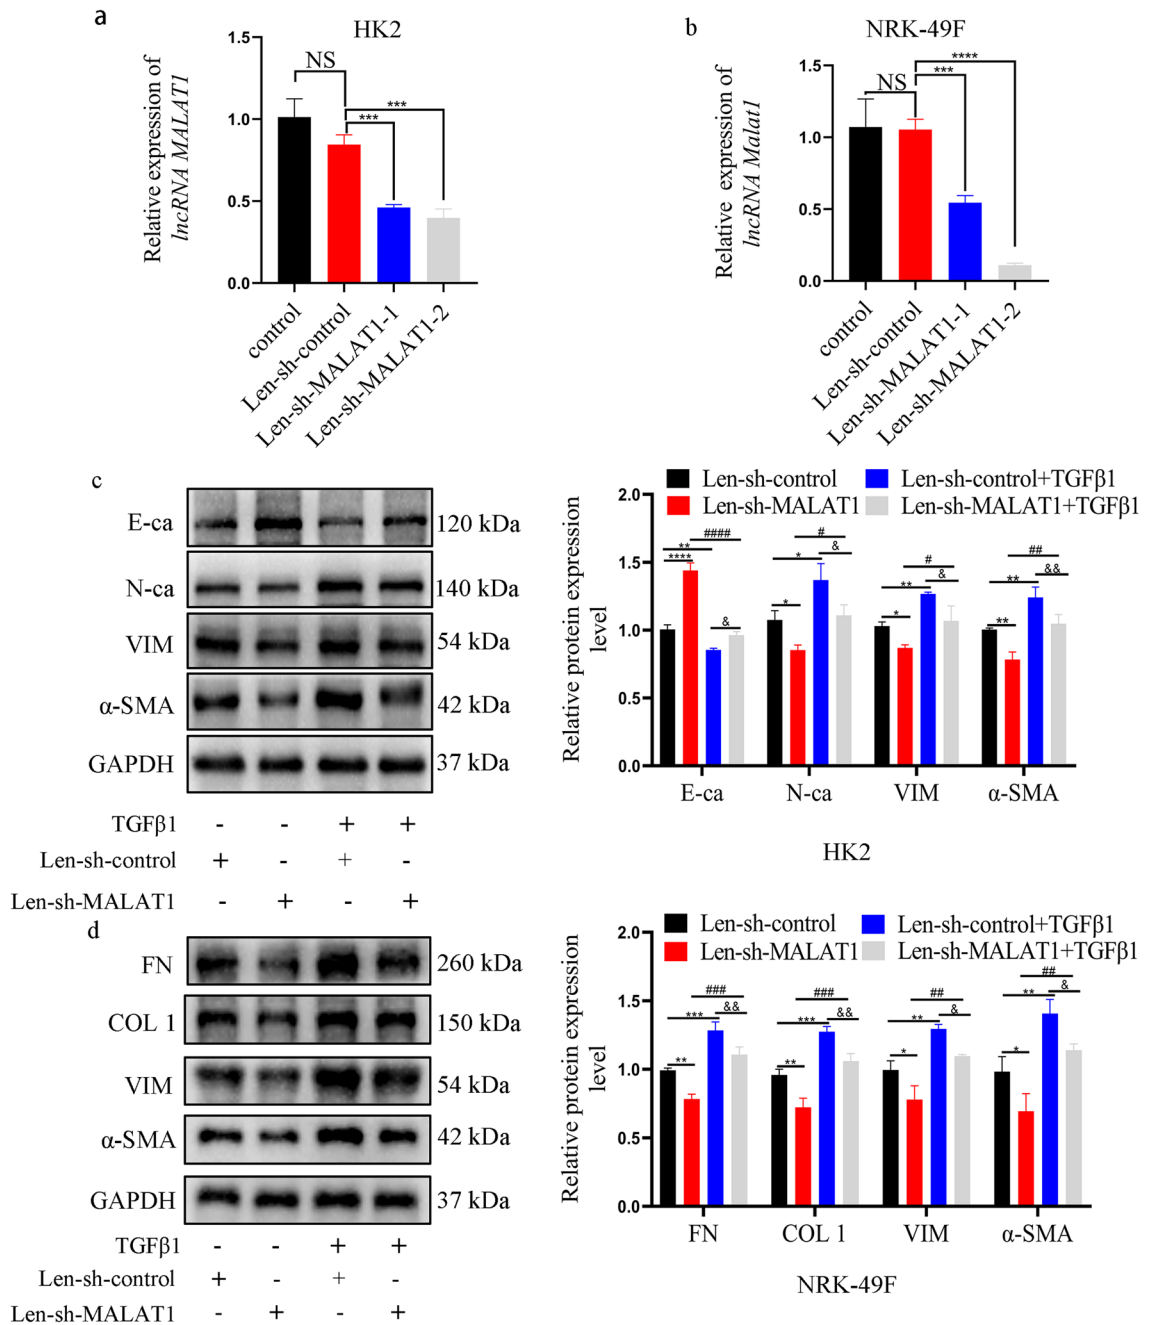 a
HK2
Relative expression of
lncRNA MALAT1
1.5
1.0
0.5
0.0
NS
***
***
control
Len-sh-control
Len-sh-MALAT1-1
Len-sh-MALAT1-2
b
NRK-49F
Relative expression of
lncRNA Malat1
1.5
1.0
0.5
0.0
NS
***
****
control
Len-sh-control
Len-sh-MALAT1-1
Len-sh-MALAT1-2
c
E-ca 120 kDa
N-ca 140 kDa
VIM 54 kDa
α-SMA 42 kDa
GAPDH 37 kDa
TGFβ1 - - + +
Len-sh-control + - + -
Len-sh-MALAT1 - + - +
Len-sh-control Len-sh-control+TGFβ1
Len-sh-MALAT1 Len-sh-MALAT1+TGFβ1
Relative protein expression
level
2.0
1.5
1.0
0.5
0.0
####
**
****
&
#
&
*
*
#
&
**
*
##
&&
**
**
E-ca N-ca VIM α-SMA
HK2
d
FN 260 kDa
COL 1 150 kDa
VIM 54 kDa
α-SMA 42 kDa
GAPDH 37 kDa
TGFβ1 - - + +
Len-sh-control + - + -
Len-sh-MALAT1 - + - +
Len-sh-control Len-sh-control+TGFβ1
Len-sh-MALAT1 Len-sh-MALAT1+TGFβ1
Relative protein expression
level
2.0
1.5
1.0
0.5
0.0
###
&&
***
**
###
&&
***
**
##
&
**
*
##
&
**
*
FN COL 1 VIM α-SMA
NRK-49F